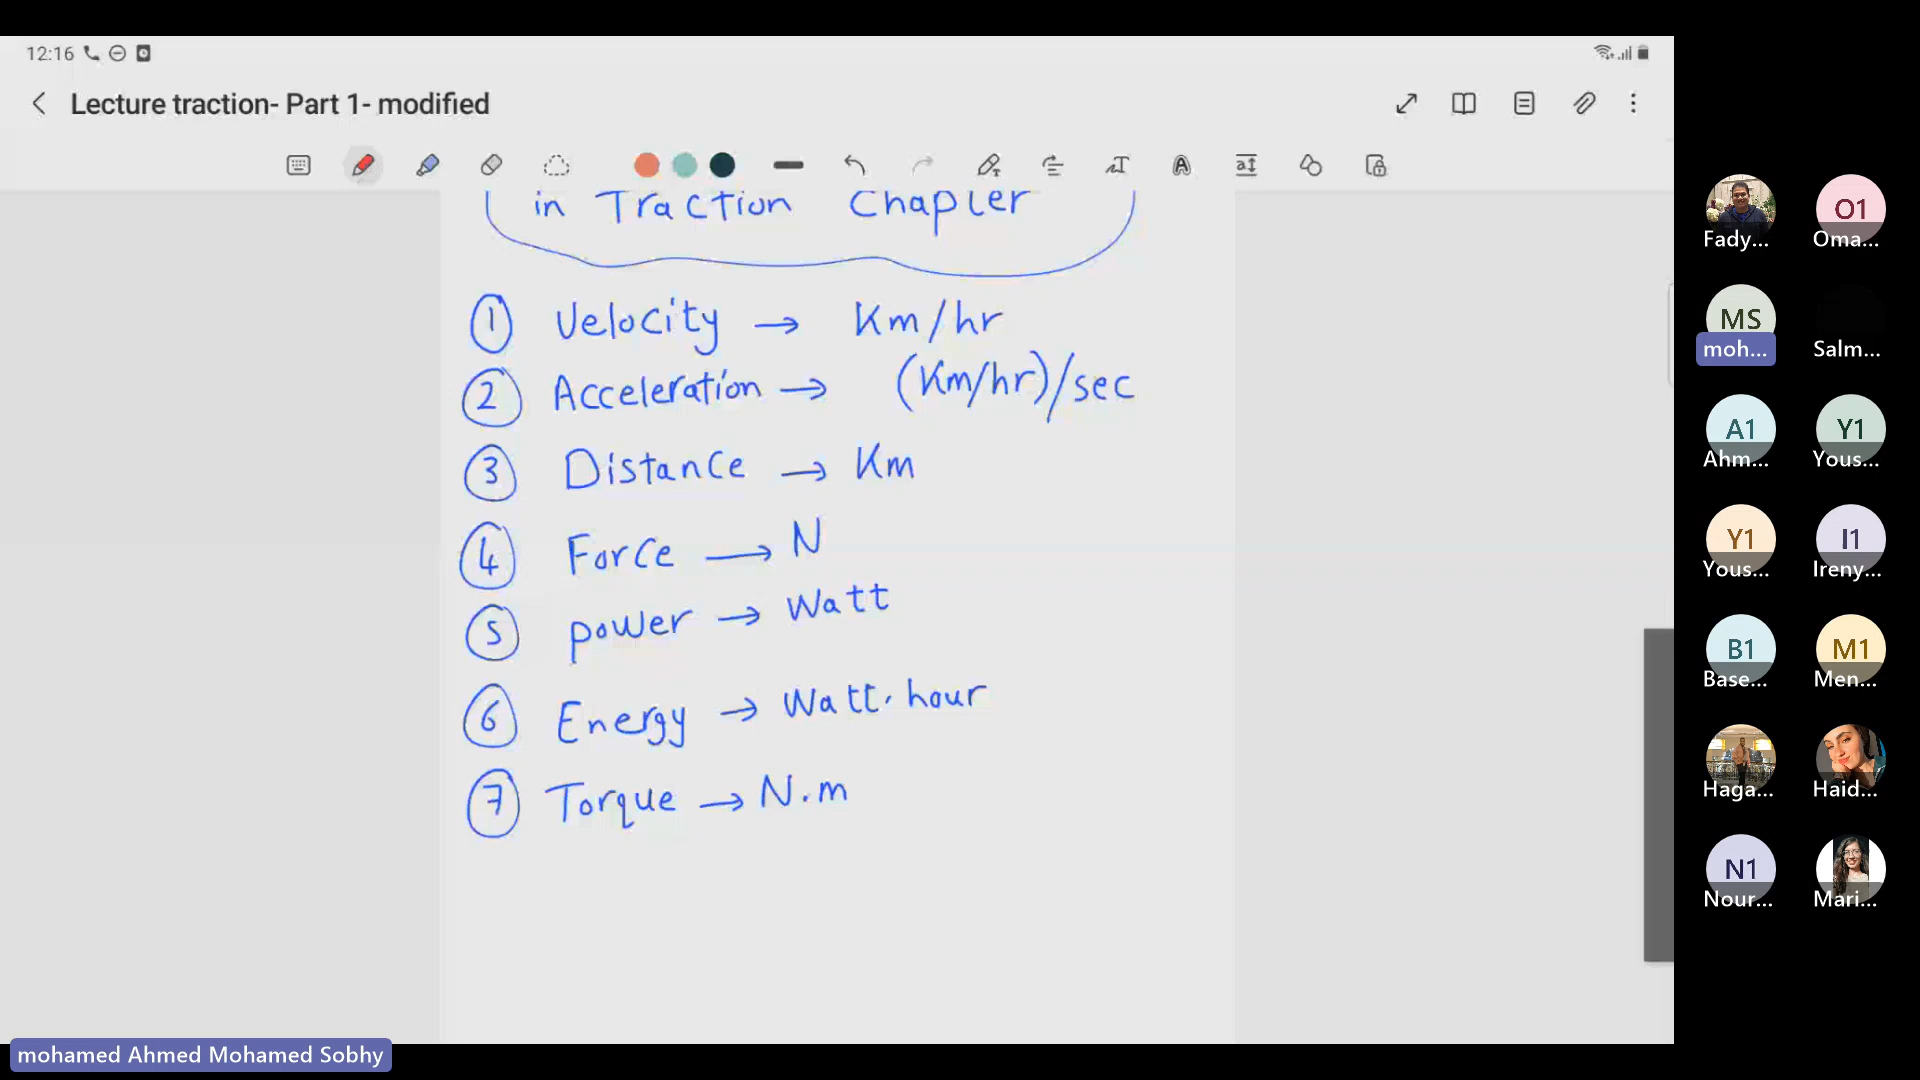 12:16
Lecture traction- Part 1- modified
in Traction Chapter
① Velocity → Km/hr
② Acceleration → (Km/hr)/sec
③ Distance → Km
④ Force → N
⑤ power → Watt
⑥ Energy → Watt.hour
⑦ Torque → N.m
Fady...
O1
Oma...
MS
moh...
Salm...
A1
Ahm...
Y1
Yous...
Y1
Yous...
I1
Ireny...
B1
Base...
M1
Men...
Haga...
Haid...
N1
Nour...
Mari...
mohamed Ahmed Mohamed Sobhy